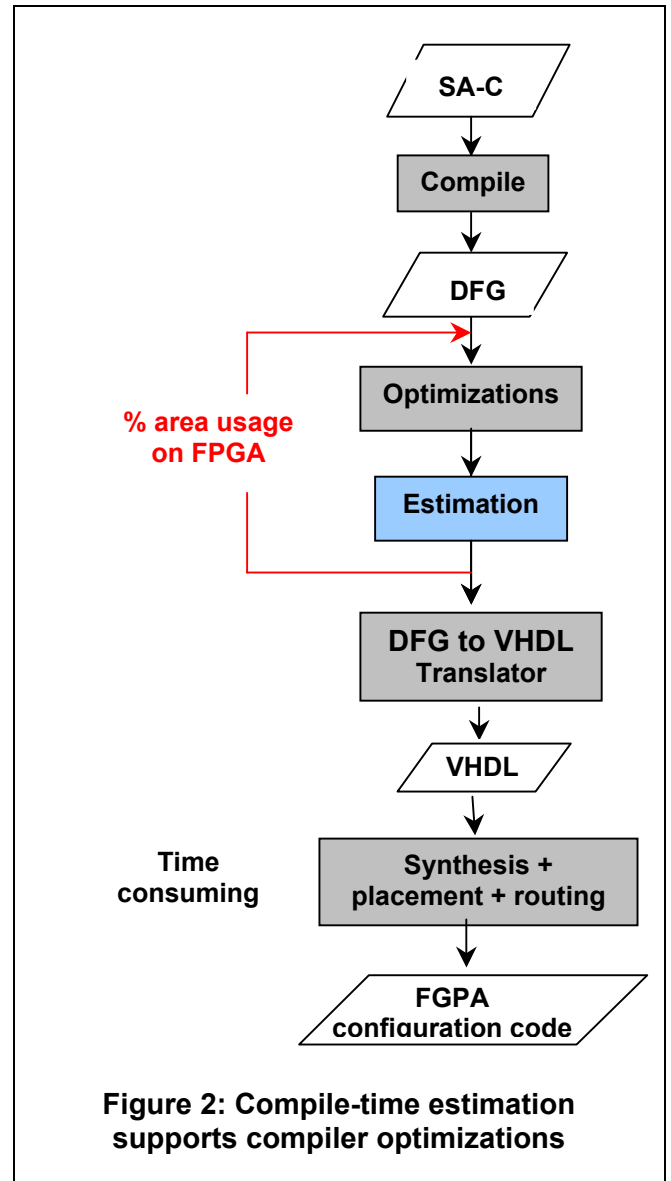 SA-C
Compile
DFG
Optimizations
% area usage
on FPGA
Estimation
DFG to VHDL
Translator
VHDL
Time
consuming
Synthesis +
placement + routing
FGPA
configuration code
Figure 2: Compile-time estimation
supports compiler optimizations